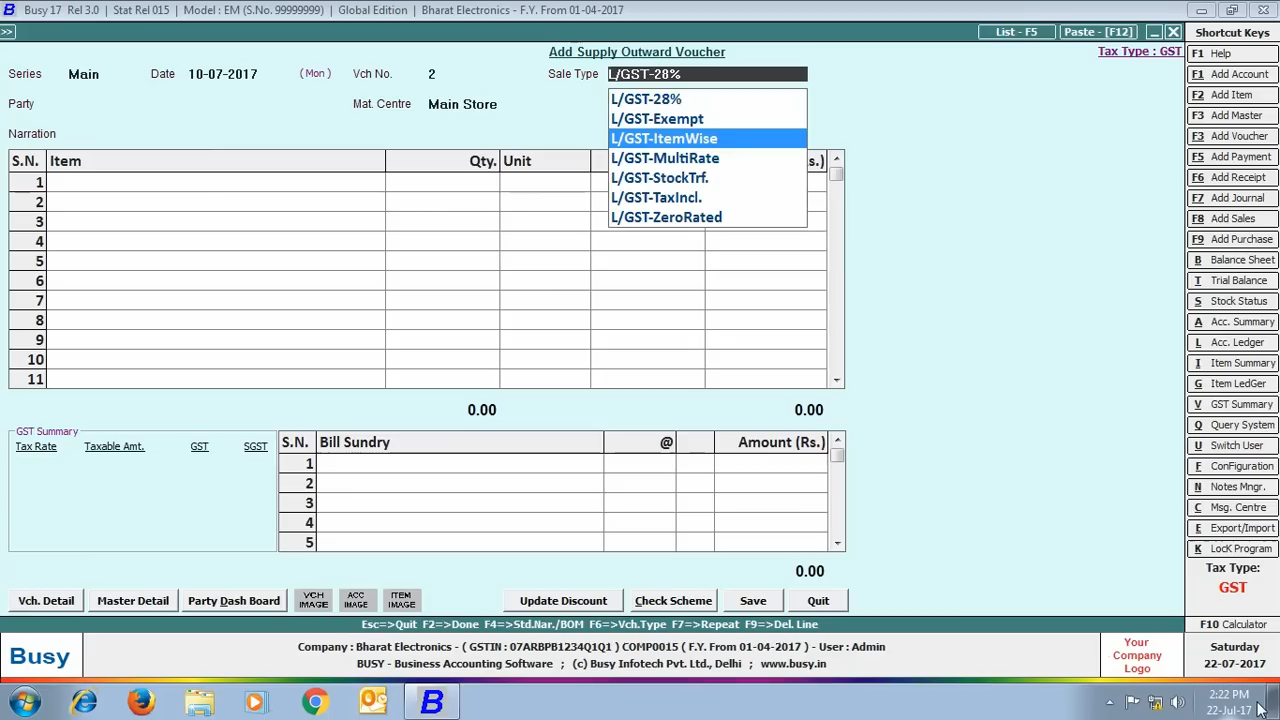 Busy 17 Rel 3.0 | Stat Rel 015 | Model : EM (S.No. 99999999) | Global Edition | Bharat Electronics - F.Y. From 01-04-2017
>> List - F5 Paste - [F12]
Add Supply Outward Voucher
Tax Type : GST
Series Main Date 10-07-2017 (Mon) Vch No. 2 Sale Type L/GST-28%
Party Mat. Centre Main Store
Narration
L/GST-28%
L/GST-Exempt
L/GST-ItemWise
L/GST-MultiRate
L/GST-StockTrf.
L/GST-TaxIncl.
L/GST-ZeroRated
S.N. Item Qty. Unit s.)
1
2
3
4
5
6
7
8
9
10
11
0.00 0.00
GST Summary
Tax Rate Taxable Amt. GST SGST
S.N. Bill Sundry @ Amount (Rs.)
1
2
3
4
5
0.00
Vch. Detail Master Detail Party Dash Board VCH IMAGE ACC IMAGE ITEM IMAGE Update Discount Check Scheme Save Quit
Esc=>Quit F2=>Done F4=>Std.Nar./BOM F6=>Vch.Type F7=>Repeat F9=>Del. Line
Shortcut Keys
F1 Help
F1 Add Account
F2 Add Item
F3 Add Master
F3 Add Voucher
F5 Add Payment
F6 Add Receipt
F7 Add Journal
F8 Add Sales
F9 Add Purchase
B Balance Sheet
T Trial Balance
S Stock Status
A Acc. Summary
L Acc. Ledger
I Item Summary
G Item LedGer
V GST Summary
Q Query System
U Switch User
F Configuration
N Notes Mngr.
C Msg. Centre
E Export/Import
K LocK Program
Tax Type:
GST
F10 Calculator
Busy
Company : Bharat Electronics - ( GSTIN : 07ARBPB1234Q1Q1 ) COMP0015 ( F.Y. From 01-04-2017 ) - User : Admin
BUSY - Business Accounting Software ; (c) Busy Infotech Pvt. Ltd., Delhi ; www.busy.in
Your
Company
Logo
Saturday
22-07-2017
2:22 PM
22-Jul-17